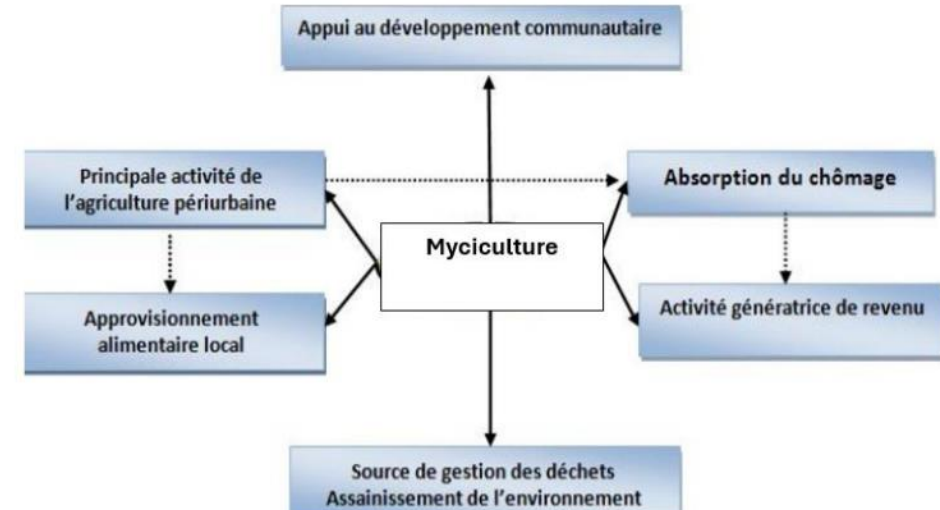 Appui au développement communautaire
Principale activité de
l’agriculture périurbaine
Absorption du chômage
Myciculture
Approvisionnement
alimentaire local
Activité génératrice de revenu
Source de gestion des déchets
Assainissement de l’environnement